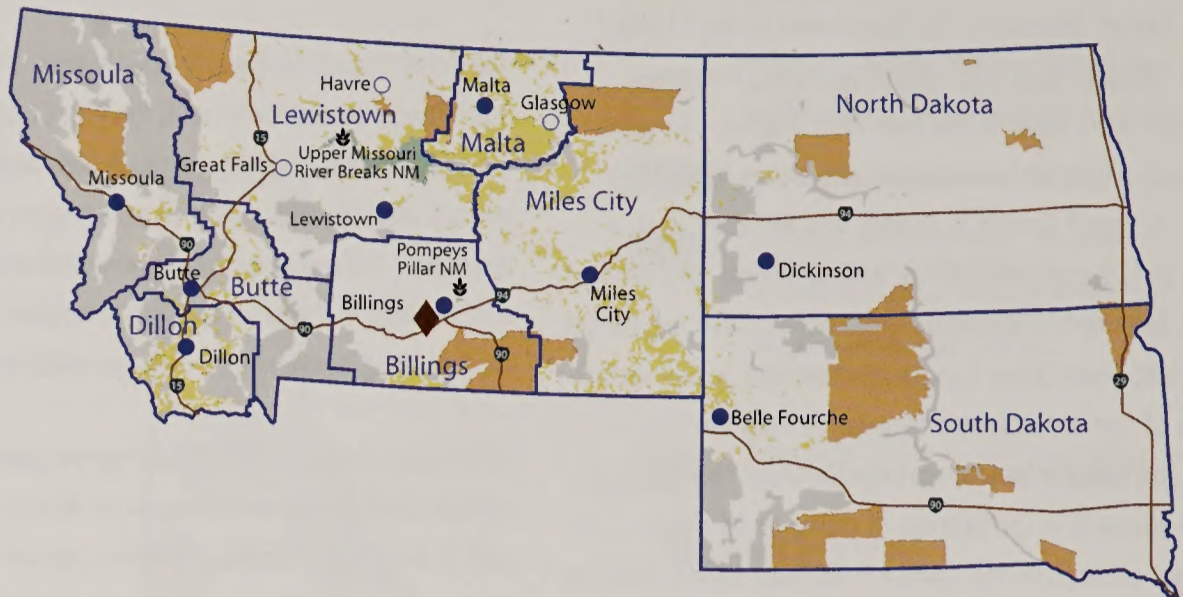 Missoula
Havre
Malta
Glasgow
North Dakota
Lewistown
15
Upper Missouri
River Breaks NM
Great Falls
Malta
Missoula
Lewistown
Miles City
94
90
Pompeys
Pillar NM
Dickinson
Butte
Butte
Billings
94
Miles
City
Dillon
90
Dillon
Billings
90
15
29
Belle Fourche
South Dakota
90